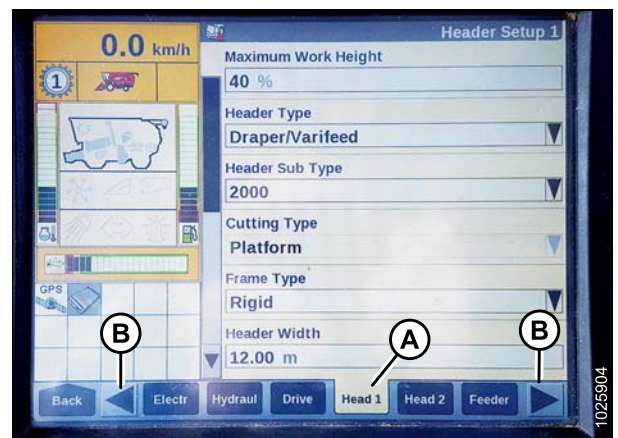 0.0 km/h
Header Setup 1
Maximum Work Height
40 %
1
Header Type
Draper/Varifeed
Header Sub Type
2000
Cutting Type
Platform
Frame Type
Rigid
GPS
Header Width
12.00 m
B
A
B
Back
Electr
Hydraul
Drive
Head 1
Head 2
Feeder
1025904